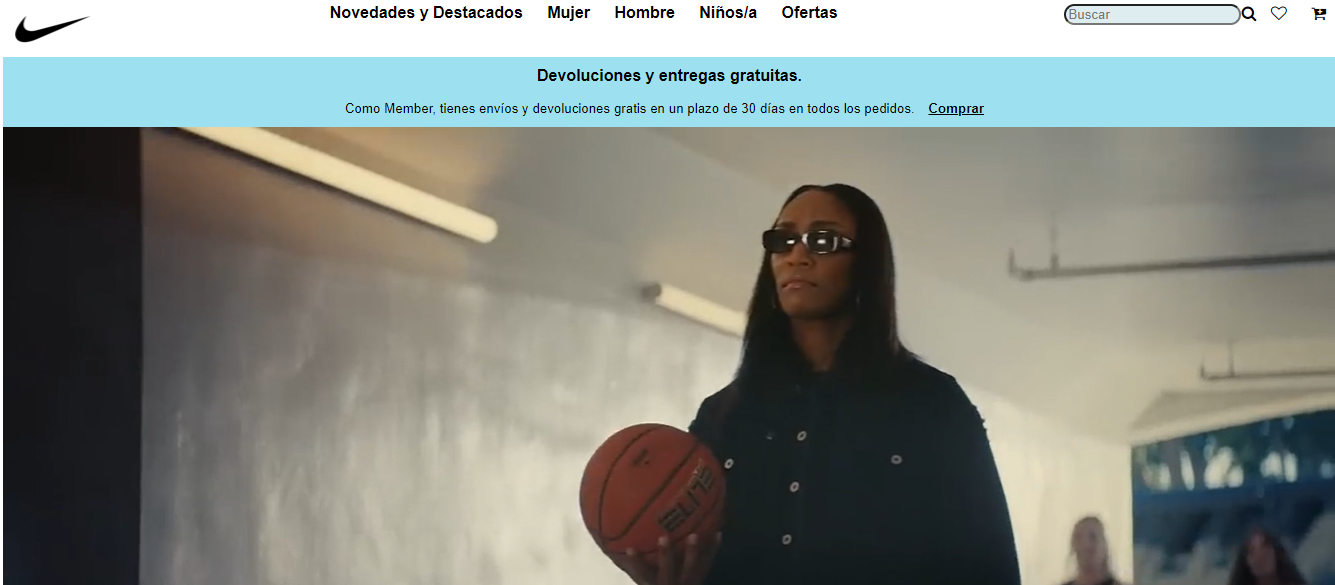 Novedades y Destacados Mujer Hombre Niños/a Ofertas Buscar
Devoluciones y entregas gratuitas.
Como Member, tienes envíos y devoluciones gratis en un plazo de 30 días en todos los pedidos. Comprar
ELITE